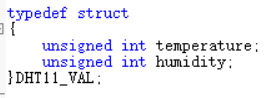 typedef struct
{
unsigned int temperature;
unsigned int humidity;
}DHT11_VAL;